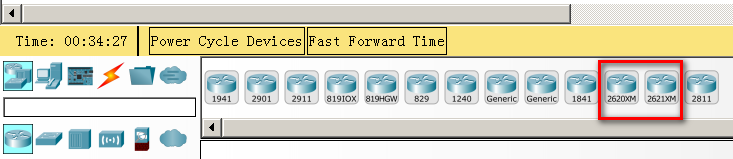 Time: 00:34:27 Power Cycle Devices Fast Forward Time
1941 2901 2911 819IOX 819HGW 829 1240 Generic Generic 1841 2620XM 2621XM 2811